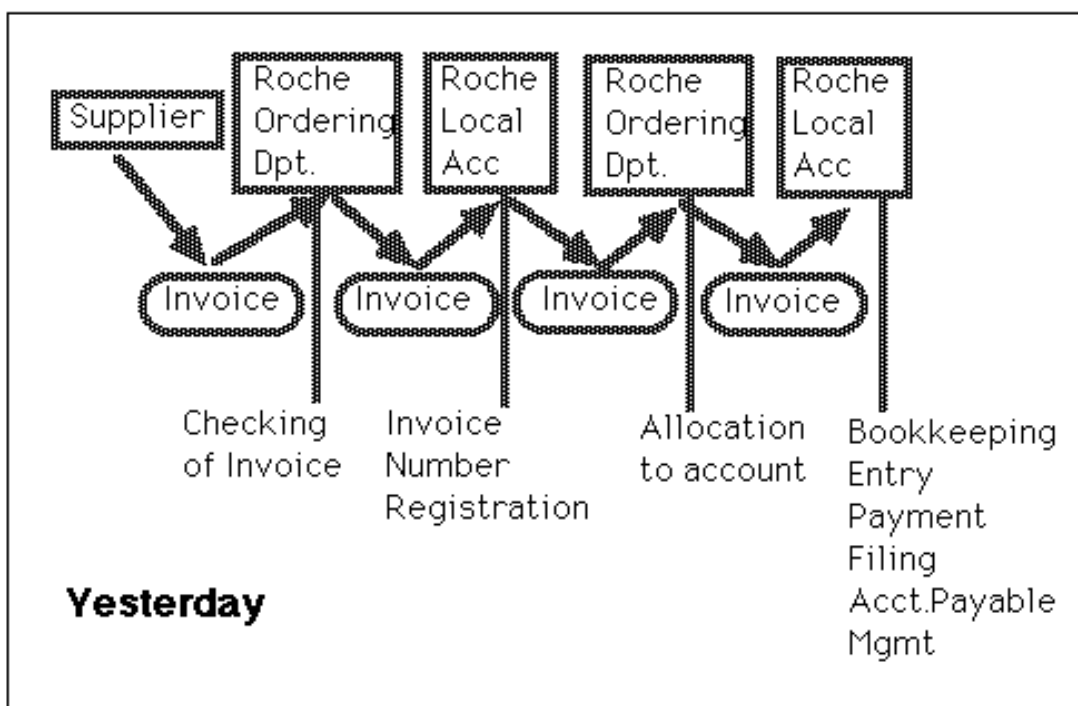 Supplier
Roche
Ordering
Dpt.
Roche
Local
Acc
Roche
Ordering
Dpt.
Roche
Local
Acc
Invoice
Invoice
Invoice
Invoice
Checking
of Invoice
Invoice
Number
Registration
Allocation
to account
Bookkeeping
Entry
Payment
Filing
Acct.Payable
Mgmt
Yesterday